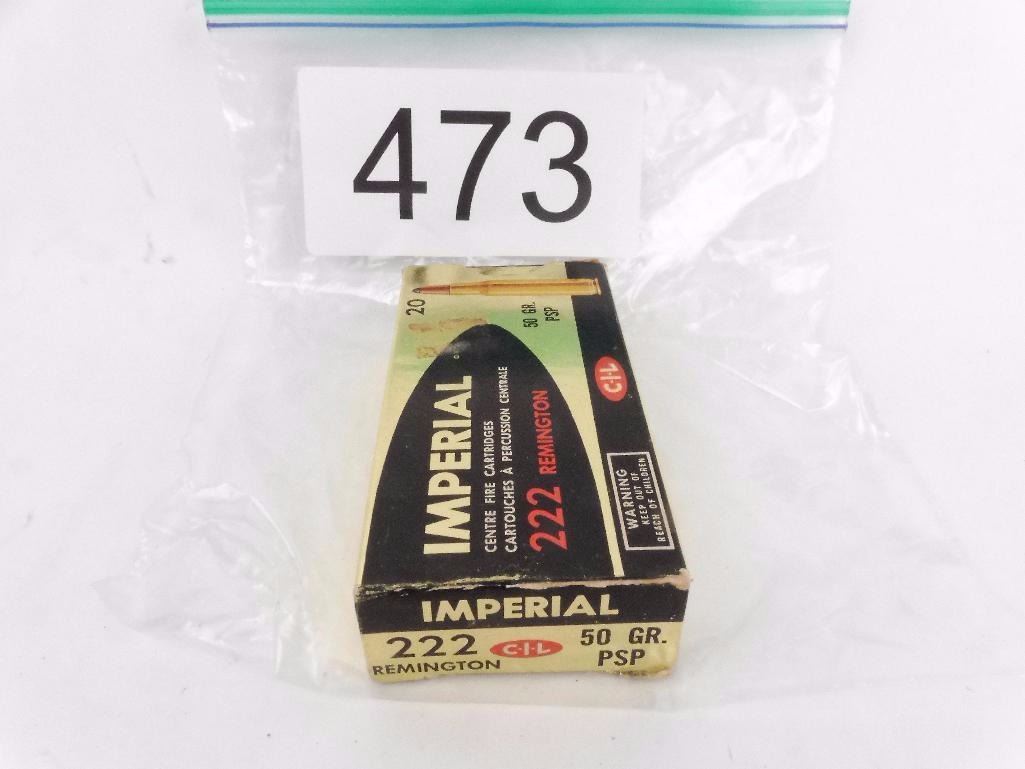 473
20
50 GR.
PSP
IMPERIAL
CENTRE FIRE CARTRIDGES
CARTOUCHES À PERCUSSION CENTRALE
222 REMINGTON
C-I-L
WARNING
KEEP OUT OF
REACH OF CHILDREN
IMPERIAL
222
REMINGTON
C-I-L
50 GR.
PSP